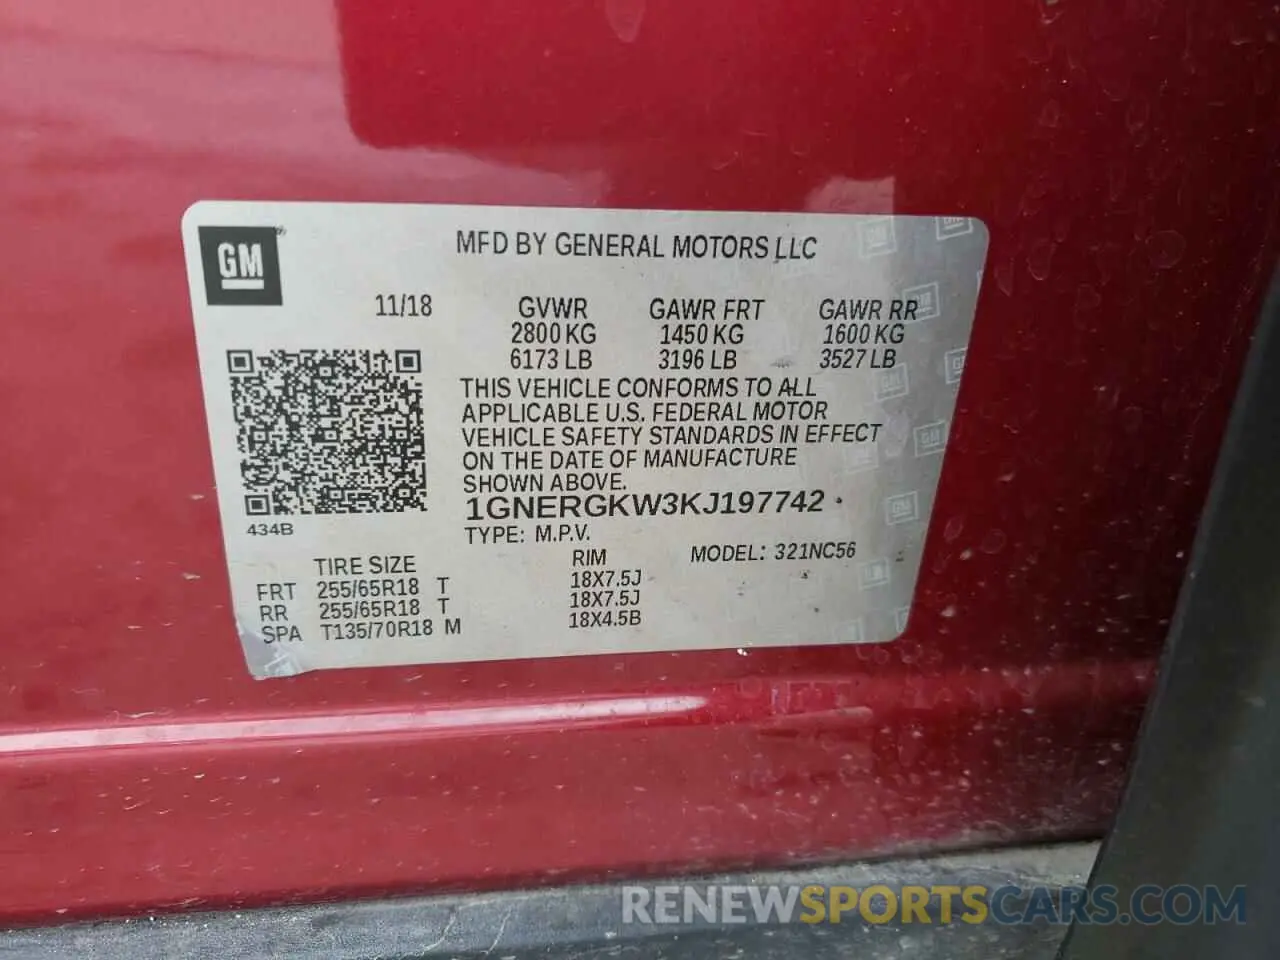 GM
MFD BY GENERAL MOTORS LLC
11/18 GVWR GAWR FRT GAWR RR
2800 KG 1450 KG 1600 KG
6173 LB 3196 LB 3527 LB
THIS VEHICLE CONFORMS TO ALL
APPLICABLE U.S. FEDERAL MOTOR
VEHICLE SAFETY STANDARDS IN EFFECT
ON THE DATE OF MANUFACTURE
SHOWN ABOVE.
1GNERGKW3KJ197742
434B
TYPE: M.P.V.
MODEL: 321NC56
TIRE SIZE RIM
FRT 255/65R18 T 18X7.5J
RR 255/65R18 T 18X7.5J
SPA T135/70R18 M 18X4.5B
RENEWSPORTSCARS.COM